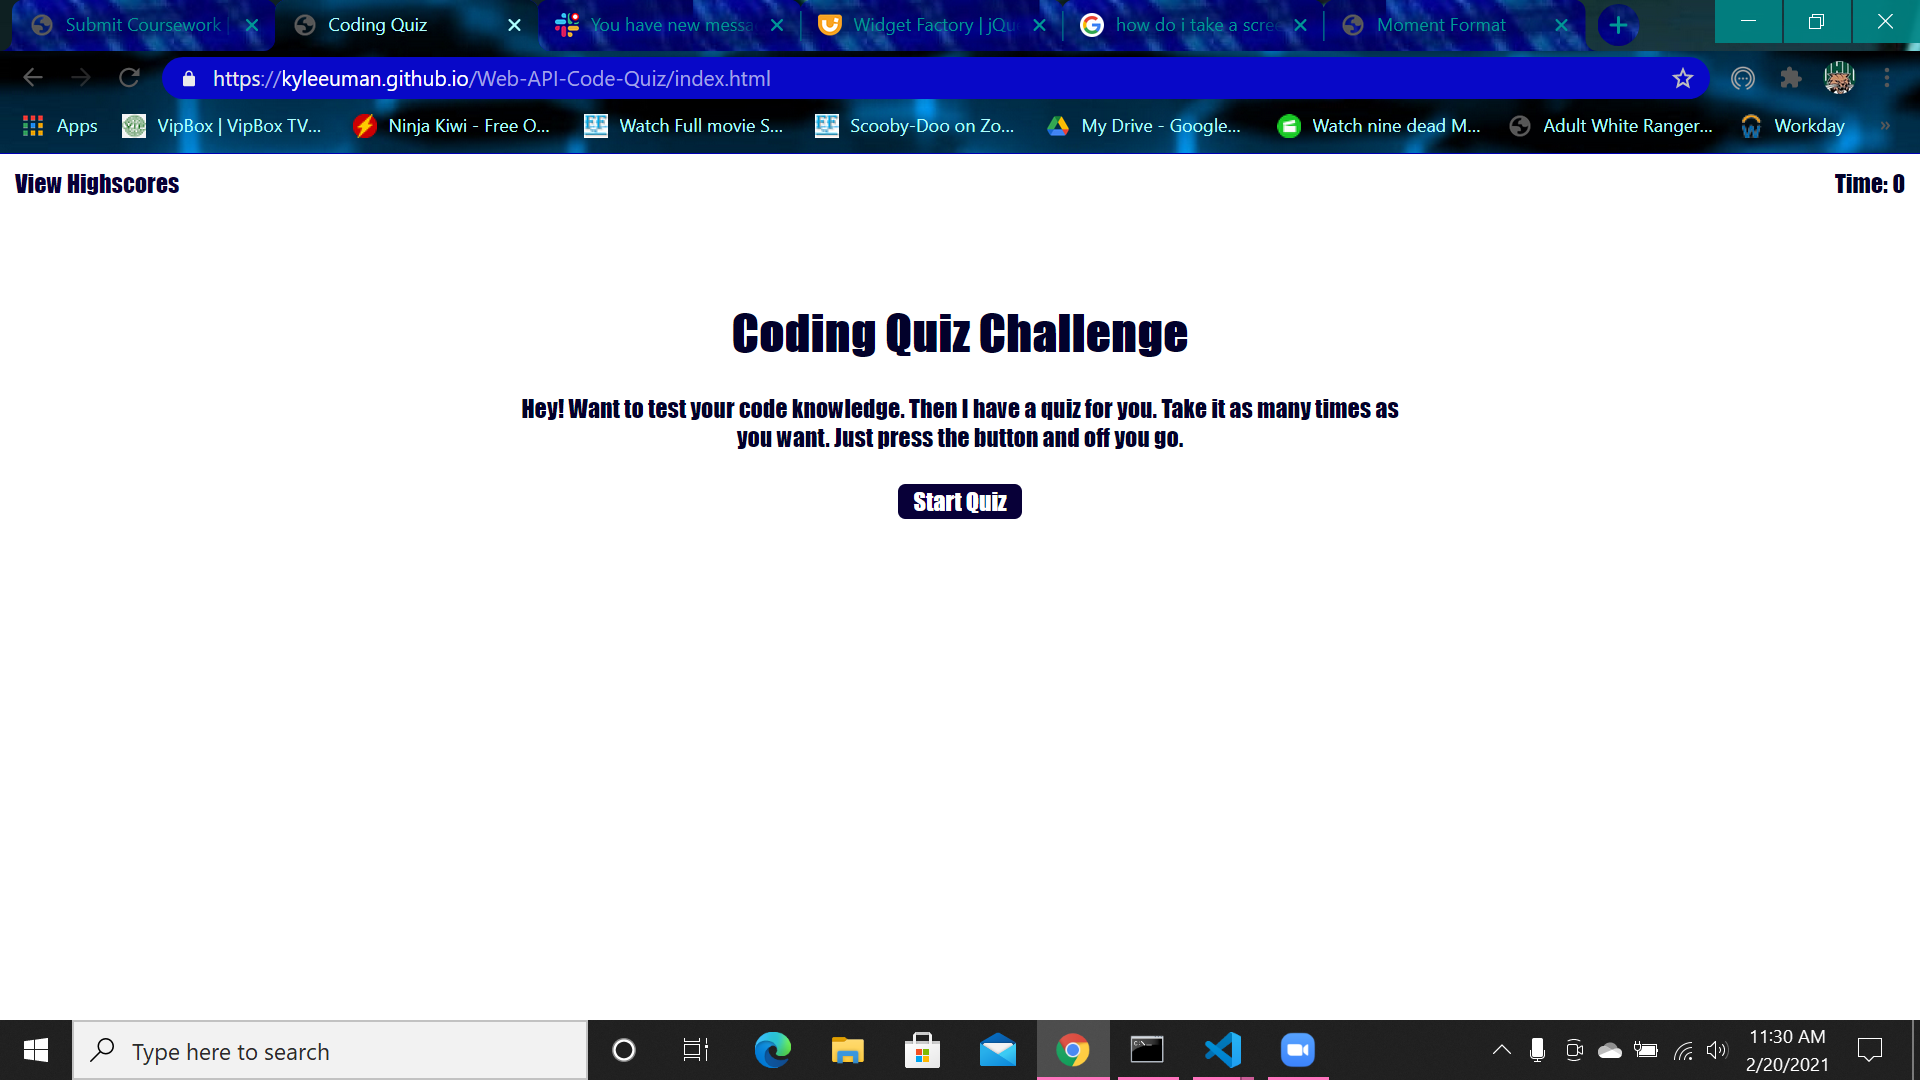 Submit Coursework |
Coding Quiz
You have new messa
Widget Factory | jQu
how do i take a scree
Moment Format
https://kyleeuman.github.io/Web-API-Code-Quiz/index.html
Apps
VipBox | VipBox TV...
Ninja Kiwi - Free O...
Watch Full movie S...
Scooby-Doo on Zo...
My Drive - Google...
Watch nine dead M...
Adult White Ranger...
Workday
»
View Highscores
Time: 0
Coding Quiz Challenge
Hey! Want to test your code knowledge. Then I have a quiz for you. Take it as many times as
you want. Just press the button and off you go.
Start Quiz
Type here to search
11:30 AM
2/20/2021